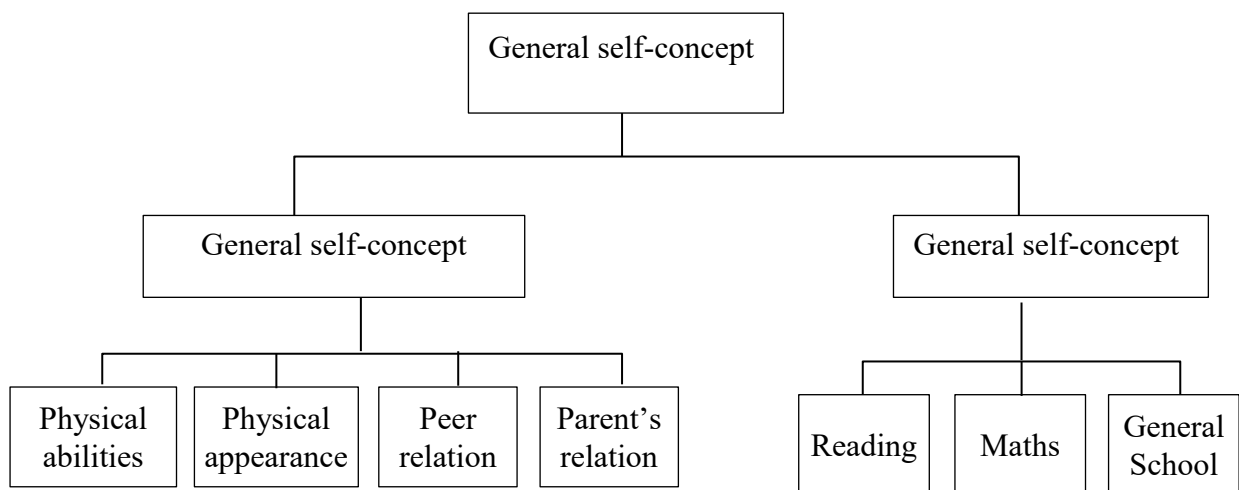 General self-concept
General self-concept
General self-concept
Physical
abilities
Physical
appearance
Peer
relation
Parent’s
relation
Reading
Maths
General
School